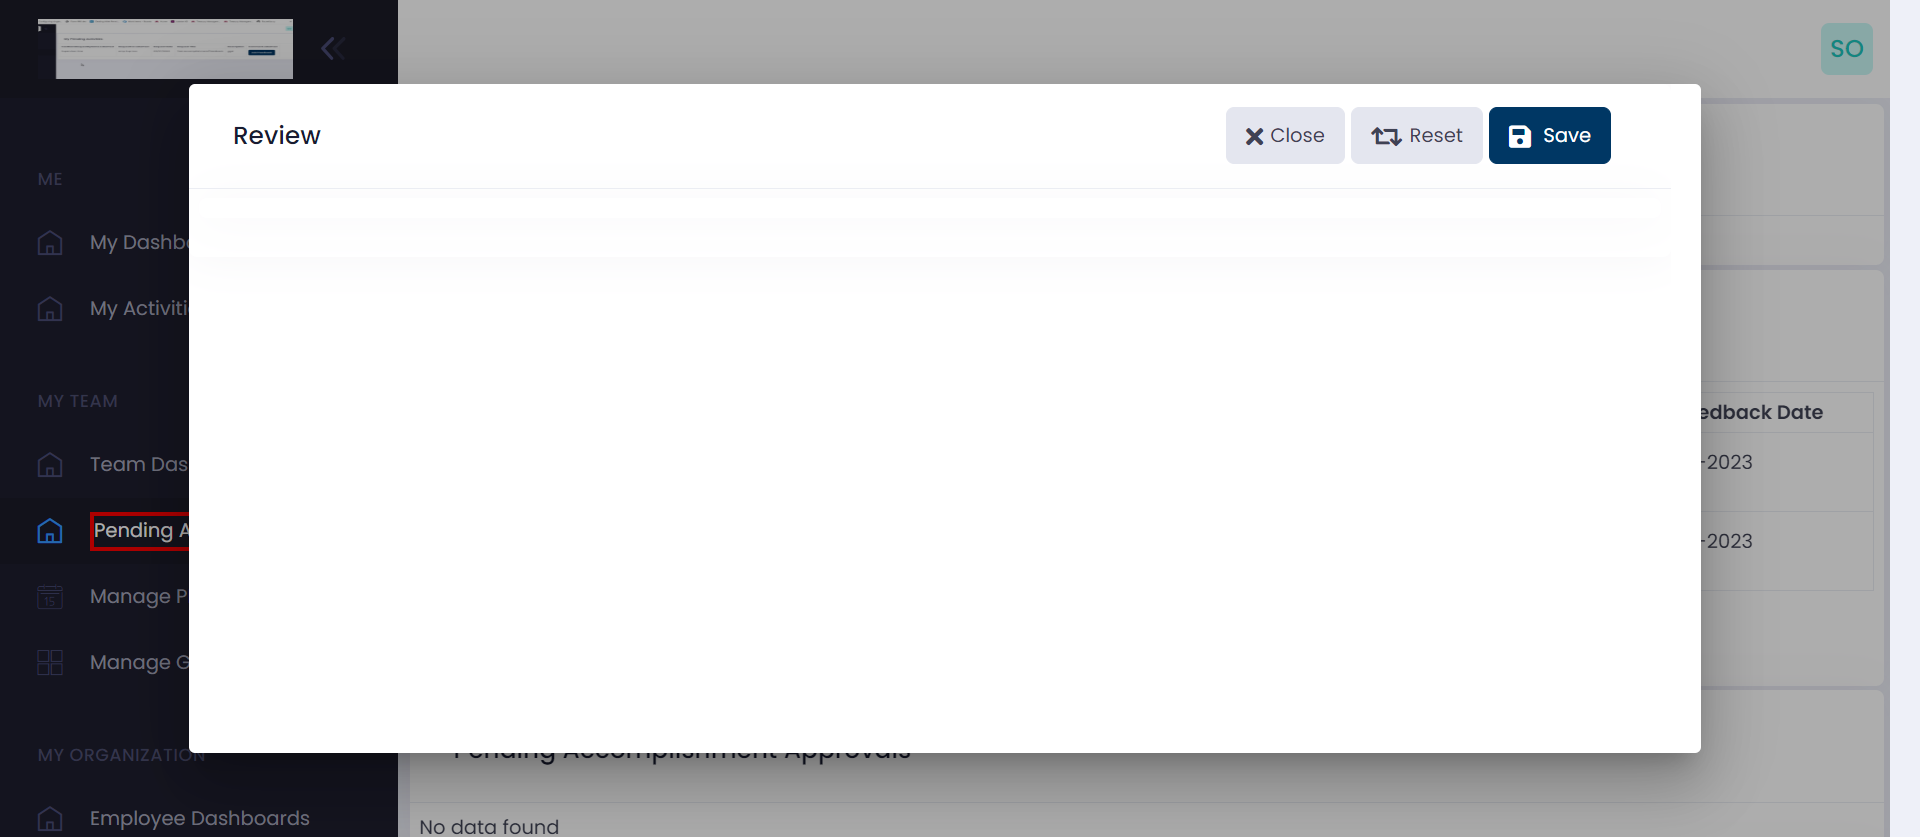 SO
Review
Close
Reset
Save
ME
My Dashb
My Activiti
MY TEAM
edback Date
Team Das
-2023
Pending A
-2023
Manage P
15
Manage G
MY ORGANIZATION
Pending Accomplishment Approvals
Employee Dashboards
No data found